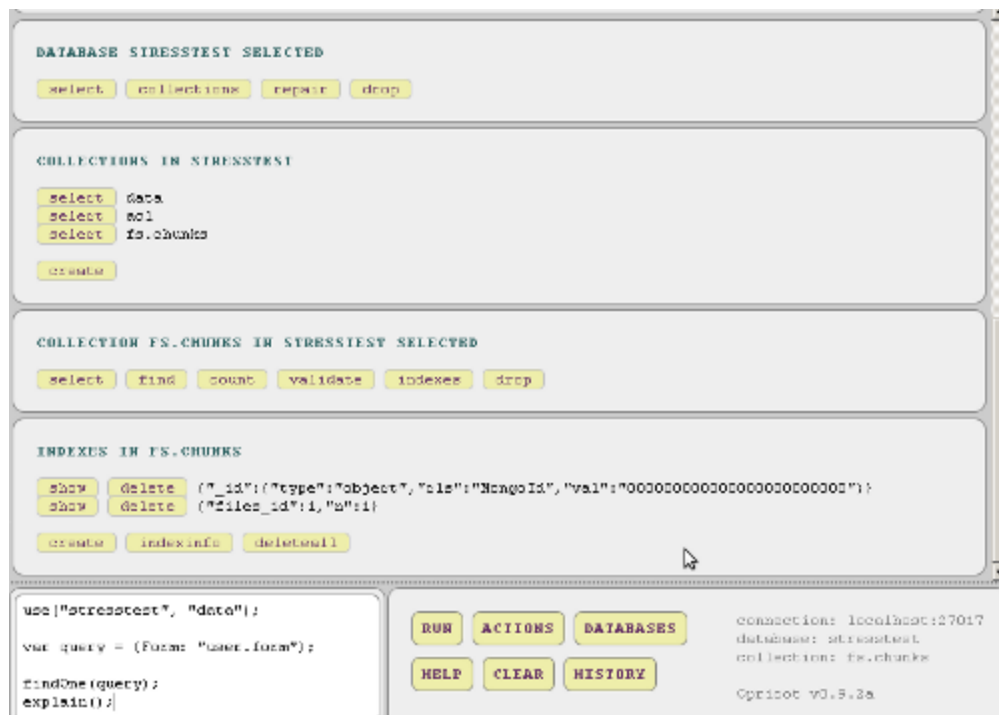 DATABASE STRESSTEST SELECTED
select collections repair drop
COLLECTIONS IN STRESSTEST
select data
select acl
select fs.chunks
create
COLLECTION FS.CHUNKS IN STRESSTEST SELECTED
select find count validate indexes drop
INDEXES IN FS.CHUNKS
show delete {"_id":{"type":"object","cls":"MongoId","val":"000000000000000000000000"}}
show delete {"files_id":1,"n":1}
create indexinfo deleteall
use("stresstest", "data");
var query = {Form: "user.form"};
findOne(query);
explain();
RUN ACTIONS DATABASES
HELP CLEAR HISTORY
connection: localhost:27017
database: stresstest
collection: fs.chunks
Opricot v0.9.2a